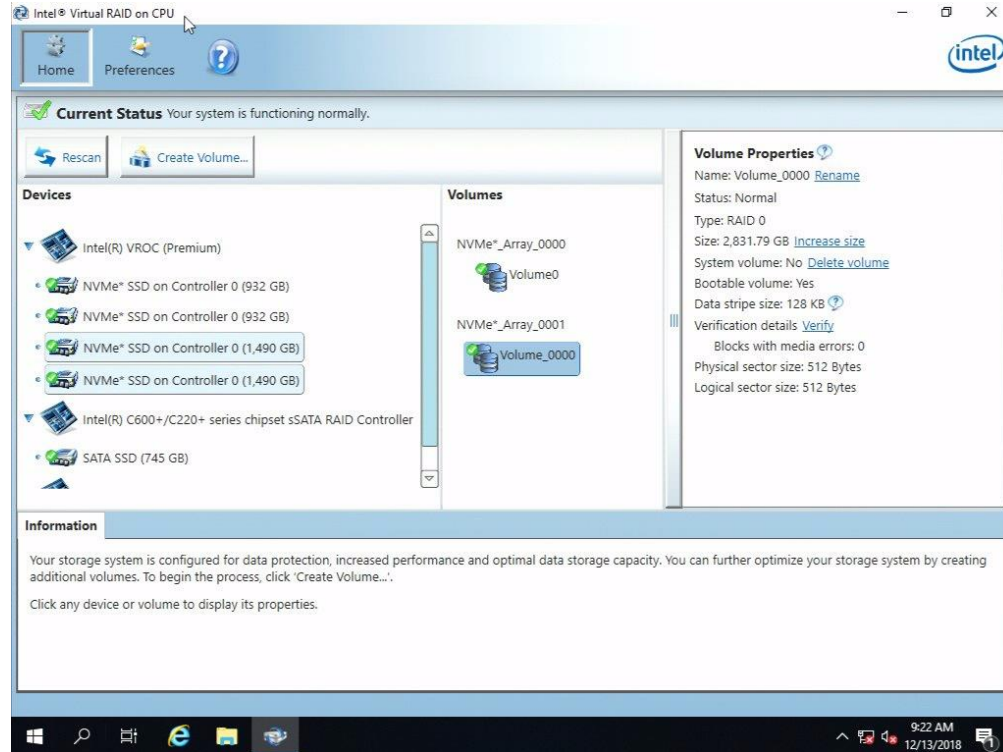 Intel® Virtual RAID on CPU
Home
Preferences
?
intel
Current Status Your system is functioning normally.
Rescan
Create Volume...
Devices
Intel(R) VROC (Premium)
NVMe* SSD on Controller 0 (932 GB)
NVMe* SSD on Controller 0 (932 GB)
NVMe* SSD on Controller 0 (1,490 GB)
NVMe* SSD on Controller 0 (1,490 GB)
Intel(R) C600+/C220+ series chipset sSATA RAID Controller
SATA SSD (745 GB)
Volumes
NVMe*_Array_0000
Volume0
NVMe*_Array_0001
Volume_0000
Volume Properties ?
Name: Volume_0000 Rename
Status: Normal
Type: RAID 0
Size: 2,831.79 GB Increase size
System volume: No Delete volume
Bootable volume: Yes
Data stripe size: 128 KB ?
Verification details Verify
Blocks with media errors: 0
Physical sector size: 512 Bytes
Logical sector size: 512 Bytes
Information
Your storage system is configured for data protection, increased performance and optimal data storage capacity. You can further optimize your storage system by creating
additional volumes. To begin the process, click 'Create Volume...'.
Click any device or volume to display its properties.
9:22 AM
12/13/2018
1